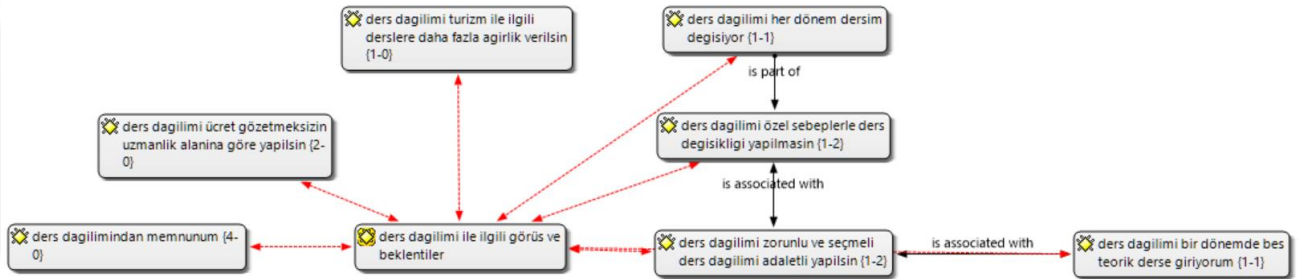 ders dagilimi turizm ile ilgili
derslere daha fazla agirlik verilsin
{1-0}
ders dagilimi her dönem dersim
degisiyor {1-1}
is part of
ders dagilimi ücret gözetmeksizin
uzmanlik alanina göre yapilsin {2-
0}
ders dagilimi özel sebeplerle ders
degisikligi yapilmasin {1-2}
is associated with
ders dagilimindan memnunum {4-
0}
ders dagilimi ile ilgili görüs ve
beklentiler
ders dagilimi zorunlu ve seçmeli
ders dagilimi adaletli yapilsin {1-2}
is associated with
ders dagilimi bir dönemde bes
teorik derse giriyorum {1-1}